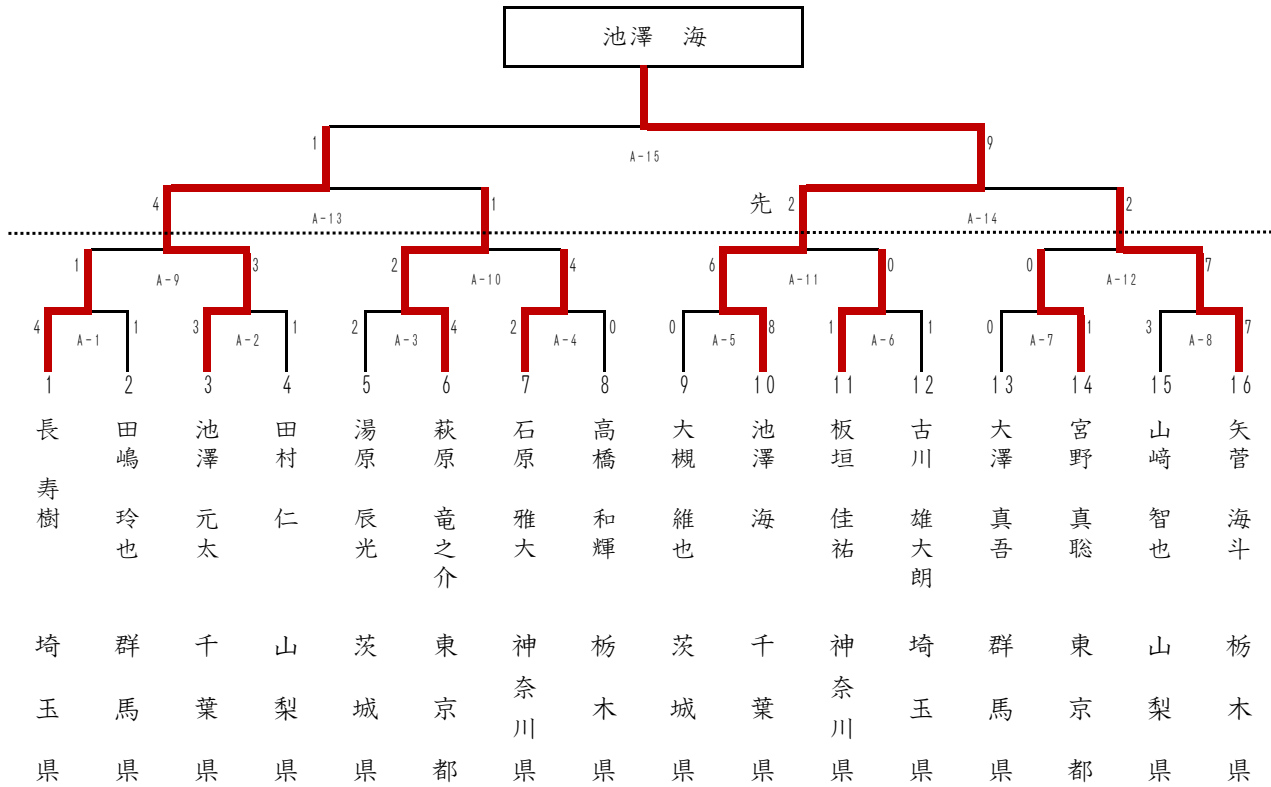 池澤　海
1 9
A-15
4 1 先 2 2
A-13 A-14
1 3 2 4 6 0 0 7
A-9 A-10 A-11 A-12
4 1 3 1 2 4 2 0 0 8 1 1 0 1 3 7
A-1 A-2 A-3 A-4 A-5 A-6 A-7 A-8
1 2 3 4 5 6 7 8 9 10 11 12 13 14 15 16
長　寿樹
田嶋　玲也
池澤　元太
田村　仁
湯原　辰光
萩原　竜之介
石原　雅大
高橋　和輝
大槻　維也
池澤　海
板垣　佳祐
古川　雄大朗
大澤　真吾
宮野　真聡
山﨑　智也
矢菅　海斗
埼玉県
群馬県
千葉県
山梨県
茨城県
東京都
神奈川県
栃木県
茨城県
千葉県
神奈川県
埼玉県
群馬県
東京都
山梨県
栃木県